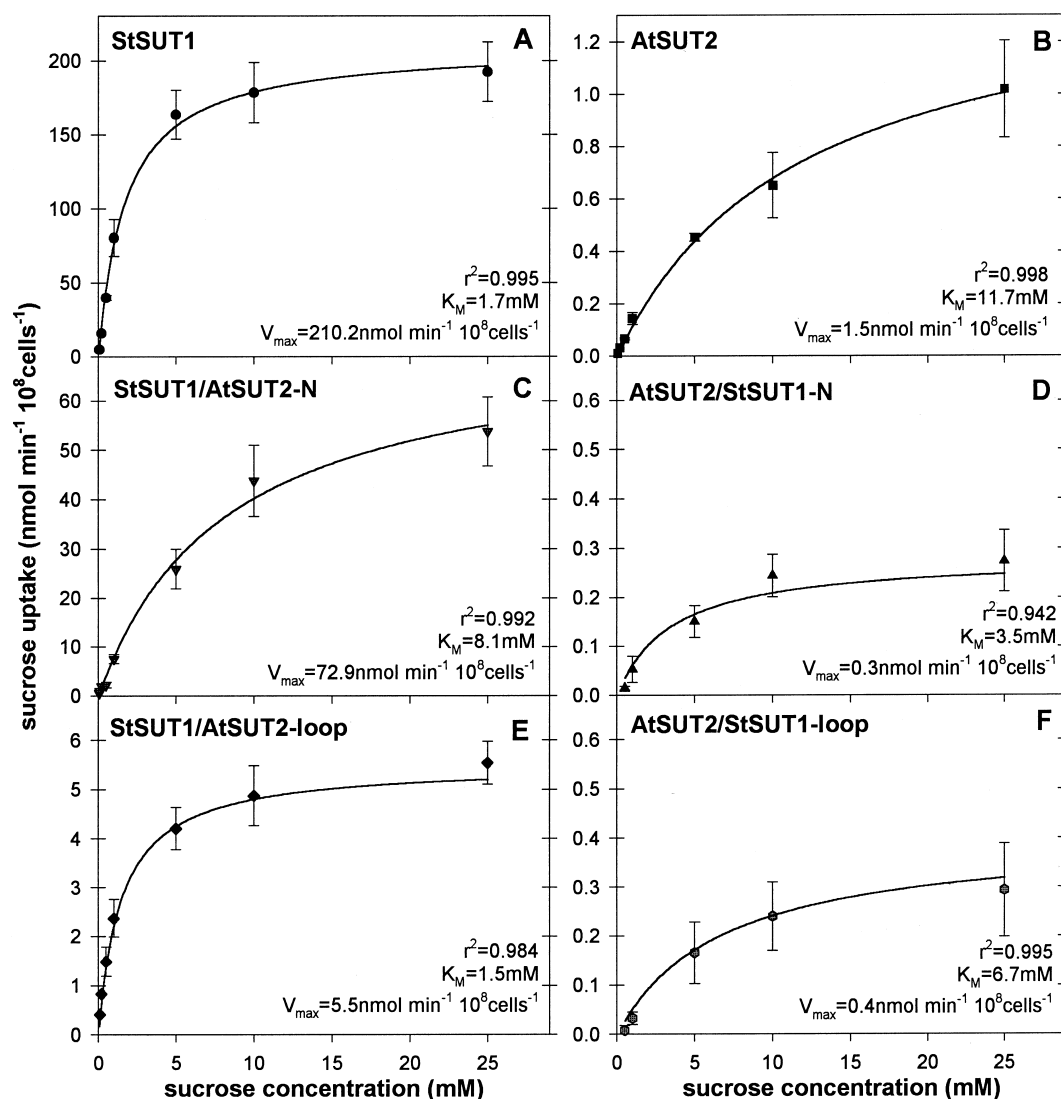 StSUT1 A
200
150
100
50
0
r²=0.995
K_M=1.7mM
V_max=210.2nmol min⁻¹ 10⁸cells⁻¹
AtSUT2 B
1.2
1.0
0.8
0.6
0.4
0.2
0.0
r²=0.998
K_M=11.7mM
V_max=1.5nmol min⁻¹ 10⁸cells⁻¹
sucrose uptake (nmol min⁻¹ 10⁸cells⁻¹)
StSUT1/AtSUT2-N C
60
50
40
30
20
10
0
r²=0.992
K_M=8.1mM
V_max=72.9nmol min⁻¹ 10⁸cells⁻¹
AtSUT2/StSUT1-N D
0.6
0.5
0.4
0.3
0.2
0.1
0.0
r²=0.942
K_M=3.5mM
V_max=0.3nmol min⁻¹ 10⁸cells⁻¹
StSUT1/AtSUT2-loop E
6
5
4
3
2
1
0
r²=0.984
K_M=1.5mM
V_max=5.5nmol min⁻¹ 10⁸cells⁻¹
0 5 10 15 20 25
sucrose concentration (mM)
AtSUT2/StSUT1-loop F
0.6
0.5
0.4
0.3
0.2
0.1
0.0
r²=0.995
K_M=6.7mM
V_max=0.4nmol min⁻¹ 10⁸cells⁻¹
0 5 10 15 20 25
sucrose concentration (mM)